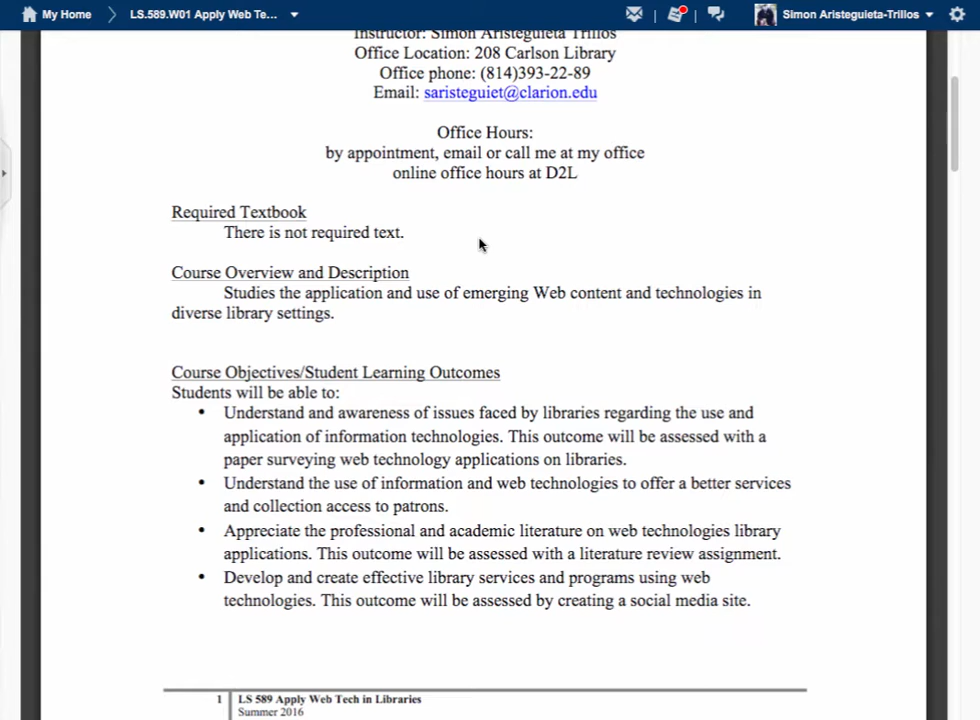 My Home
LS.589.W01 Apply Web Te...
Simon Aristeguieta-Trillos
Instructor: Simon Aristeguieta Trillos
Office Location: 208 Carlson Library
Office phone: (814)393-22-89
Email: saristeguiet@clarion.edu
Office Hours:
by appointment, email or call me at my office
online office hours at D2L
Required Textbook
There is not required text.
Course Overview and Description
Studies the application and use of emerging Web content and technologies in
diverse library settings.
Course Objectives/Student Learning Outcomes
Students will be able to:
• Understand and awareness of issues faced by libraries regarding the use and
application of information technologies. This outcome will be assessed with a
paper surveying web technology applications on libraries.
• Understand the use of information and web technologies to offer a better services
and collection access to patrons.
• Appreciate the professional and academic literature on web technologies library
applications. This outcome will be assessed with a literature review assignment.
• Develop and create effective library services and programs using web
technologies. This outcome will be assessed by creating a social media site.
1 LS 589 Apply Web Tech in Libraries
Summer 2016